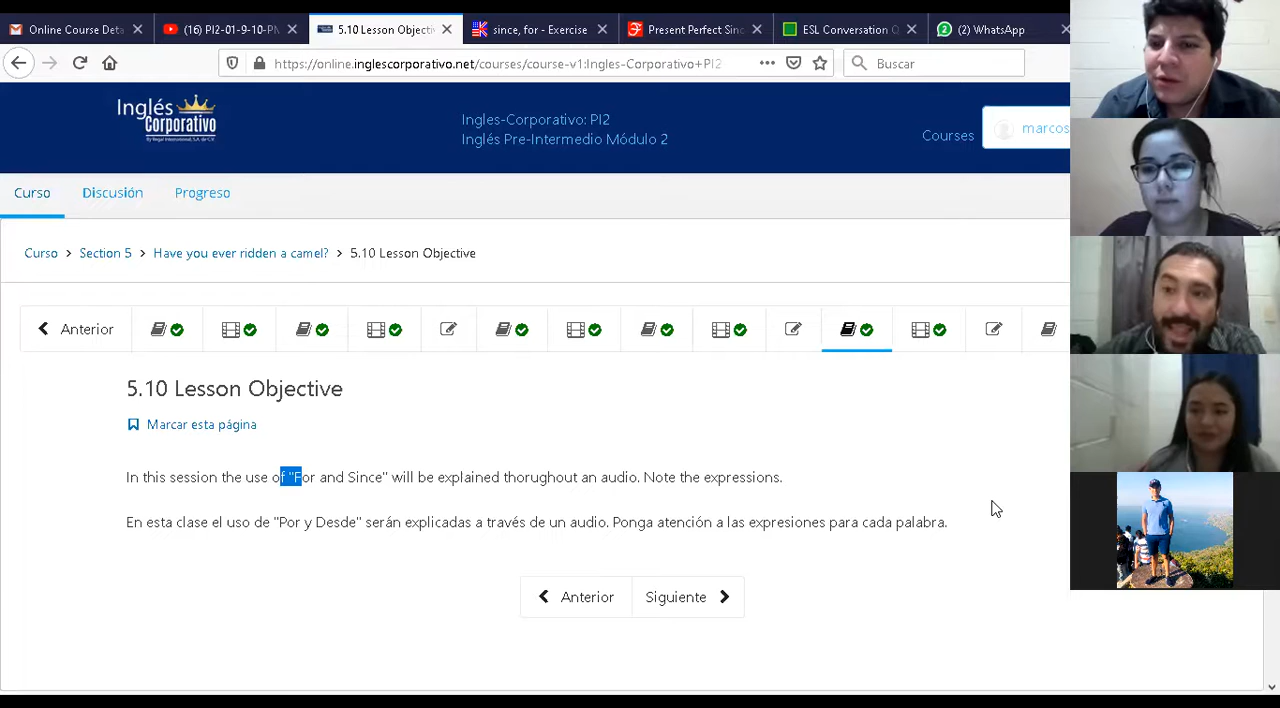 Online Course Deta
(16) PI2-01-9-10-PM
5.10 Lesson Objectiv
since, for - Exercise
Present Perfect Sinc
ESL Conversation Q
(2) WhatsApp
https://online.inglescorporativo.net/courses/course-v1:Ingles-Corporativo+PI2
Buscar
Inglés
Corporativo
Ingles-Corporativo: PI2
Inglés Pre-Intermedio Módulo 2
Courses
marcos
Curso
Discusión
Progreso
Curso > Section 5 > Have you ever ridden a camel? > 5.10 Lesson Objective
Anterior
5.10 Lesson Objective
Marcar esta página
In this session the use of "For and Since" will be explained thorughout an audio. Note the expressions.
En esta clase el uso de "Por y Desde" serán explicadas a través de un audio. Ponga atención a las expresiones para cada palabra.
Anterior
Siguiente